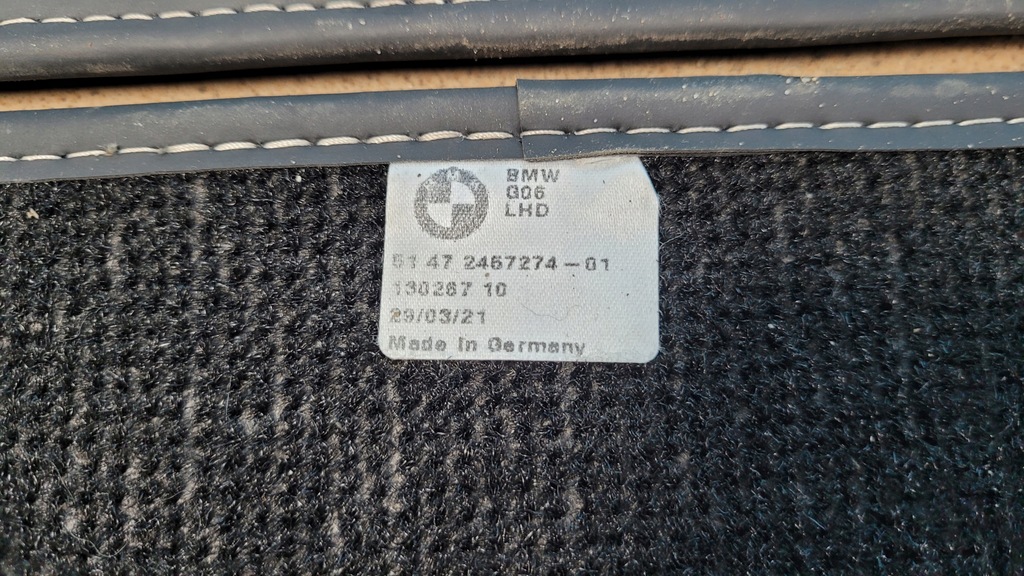 BMW
G06
LHD
51 47 2467274-01
130267 10
29/03/21
Made In Germany